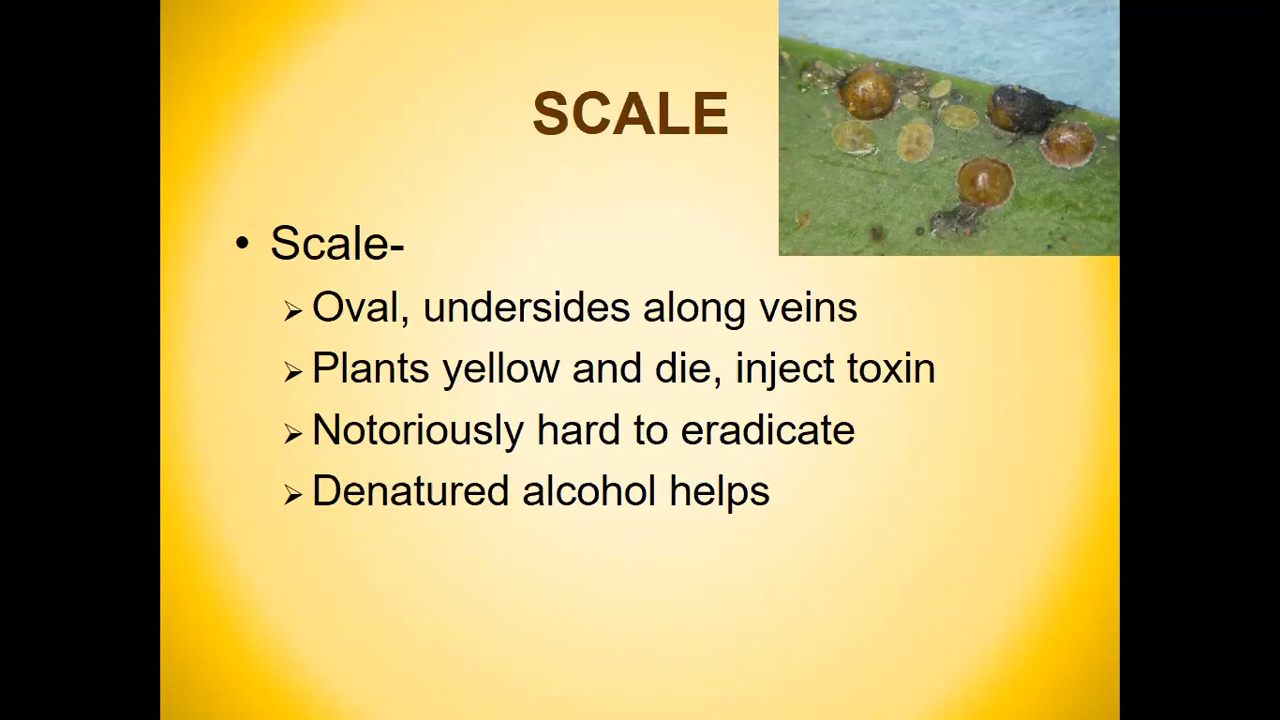 SCALE
• Scale-
➢ Oval, undersides along veins
➢ Plants yellow and die, inject toxin
➢ Notoriously hard to eradicate
➢ Denatured alcohol helps